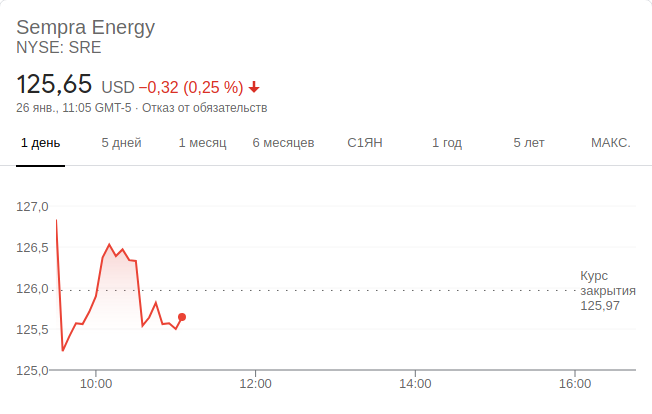 Sempra Energy
NYSE: SRE
125,65 USD −0,32 (0,25 %)
26 янв., 11:05 GMT-5 · Отказ от обязательств
1 день 5 дней 1 месяц 6 месяцев С1ЯН 1 год 5 лет МАКС.
127,0
126,5
Курс
126,0 закрытия
125,97
125,5
125,0
10:00 12:00 14:00 16:00